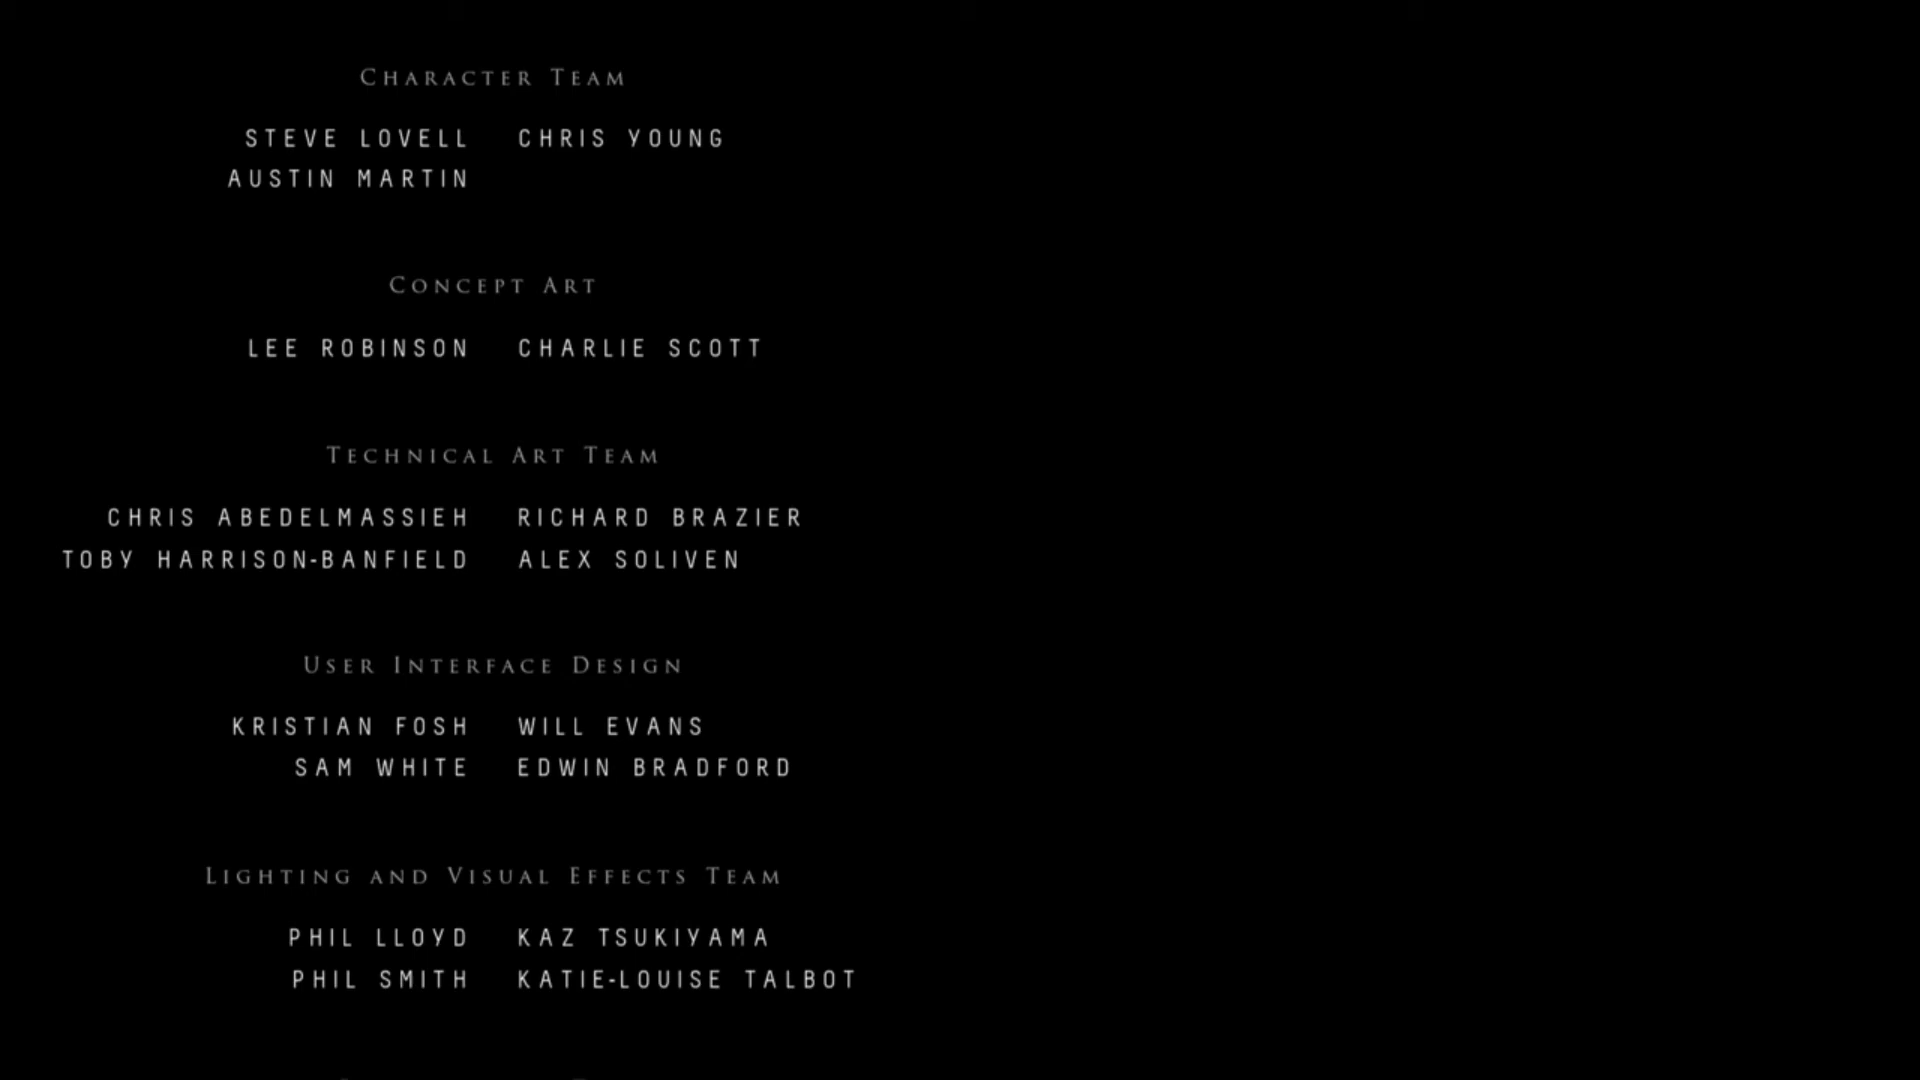 Character Team
STEVE LOVELL CHRIS YOUNG
AUSTIN MARTIN
Concept Art
LEE ROBINSON CHARLIE SCOTT
Technical Art Team
CHRIS ABEDELMASSIEH RICHARD BRAZIER
TOBY HARRISON-BANFIELD ALEX SOLIVEN
User Interface Design
KRISTIAN FOSH WILL EVANS
SAM WHITE EDWIN BRADFORD
Lighting and Visual Effects Team
PHIL LLOYD KAZ TSUKIYAMA
PHIL SMITH KATIE-LOUISE TALBOT